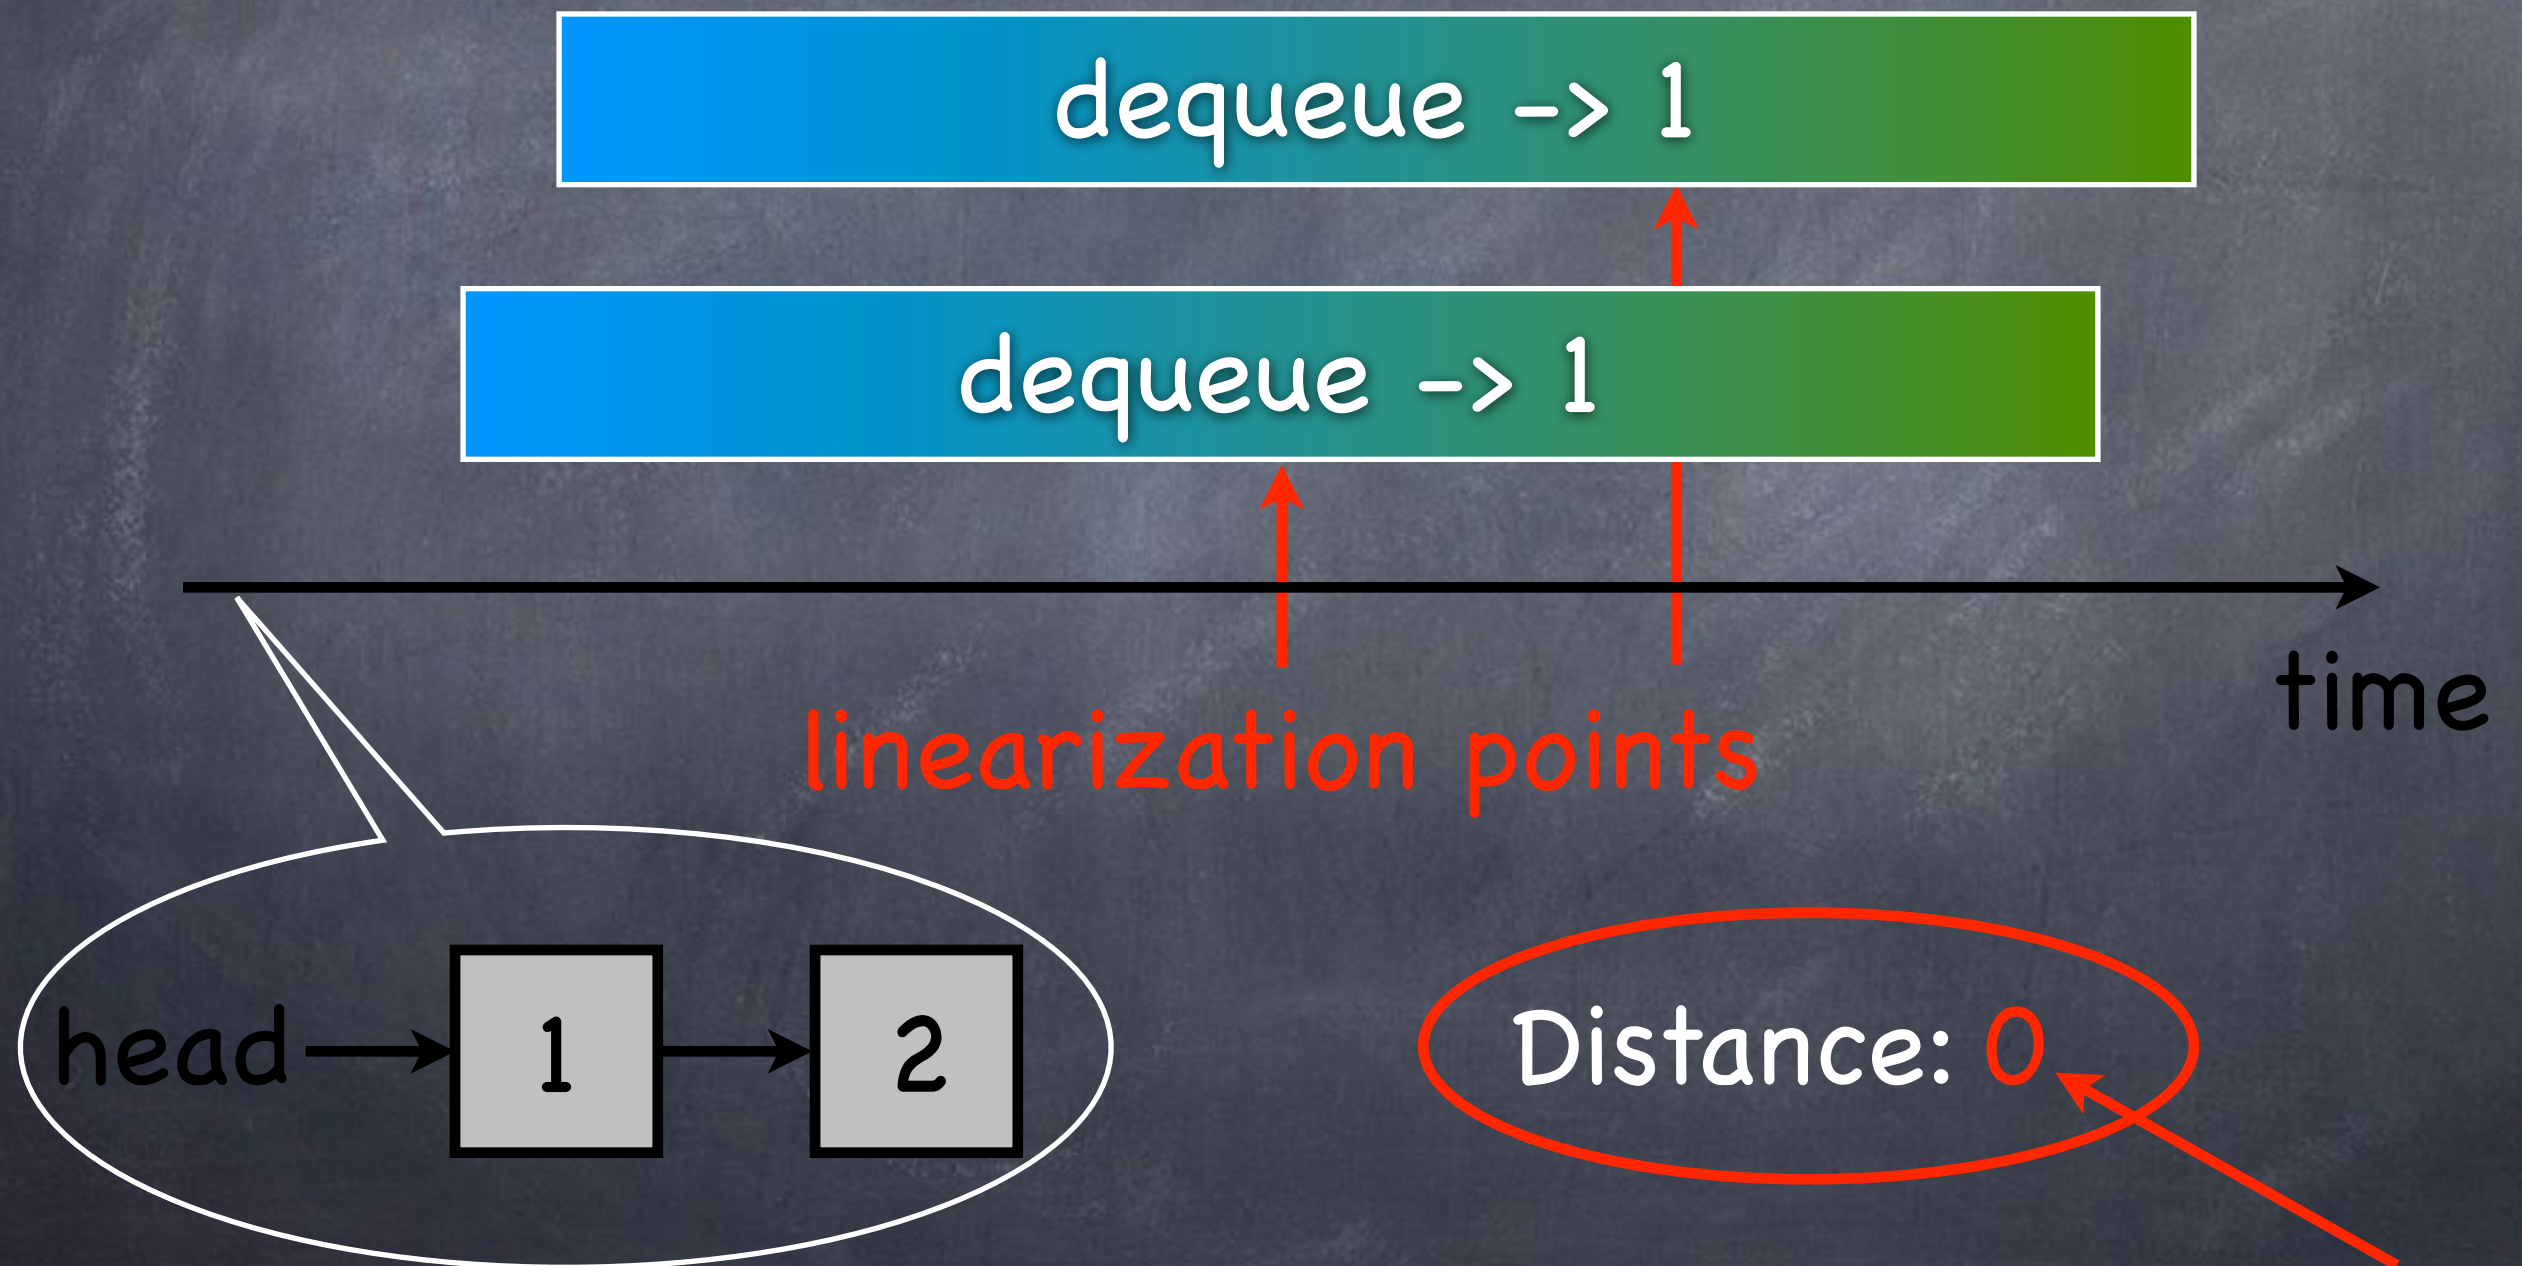 dequeue -> 1
dequeue -> 1
time
linearization points
head
1
2
Distance: 0